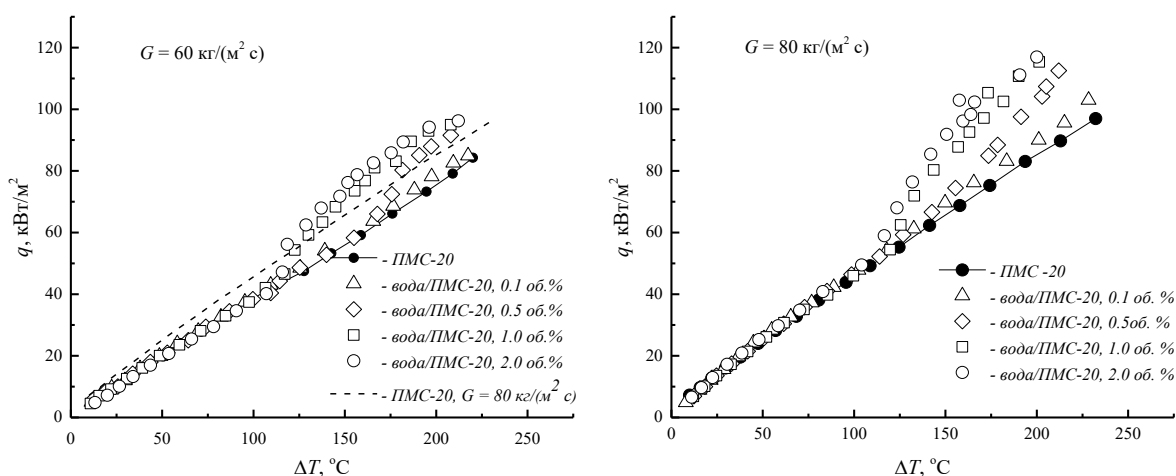 G = 60 кг/(м² с)
120
100
80
60
40
20
0
q, кВт/м²
- ПМС-20
- вода/ПМС-20, 0.1 об.%
- вода/ПМС-20, 0.5 об.%
- вода/ПМС-20, 1.0 об.%
- вода/ПМС-20, 2.0 об.%
- ПМС-20, G = 80 кг/(м² с)
0 50 100 150 200 250
ΔT, °C
G = 80 кг/(м² с)
120
100
80
60
40
20
0
q, кВт/м²
- ПМС -20
- вода/ПМС-20, 0.1 об. %
- вода/ПМС-20, 0.5об. %
- вода/ПМС-20, 1.0 об. %
- вода/ПМС-20, 2.0 об. %
0 50 100 150 200 250
ΔT, °C